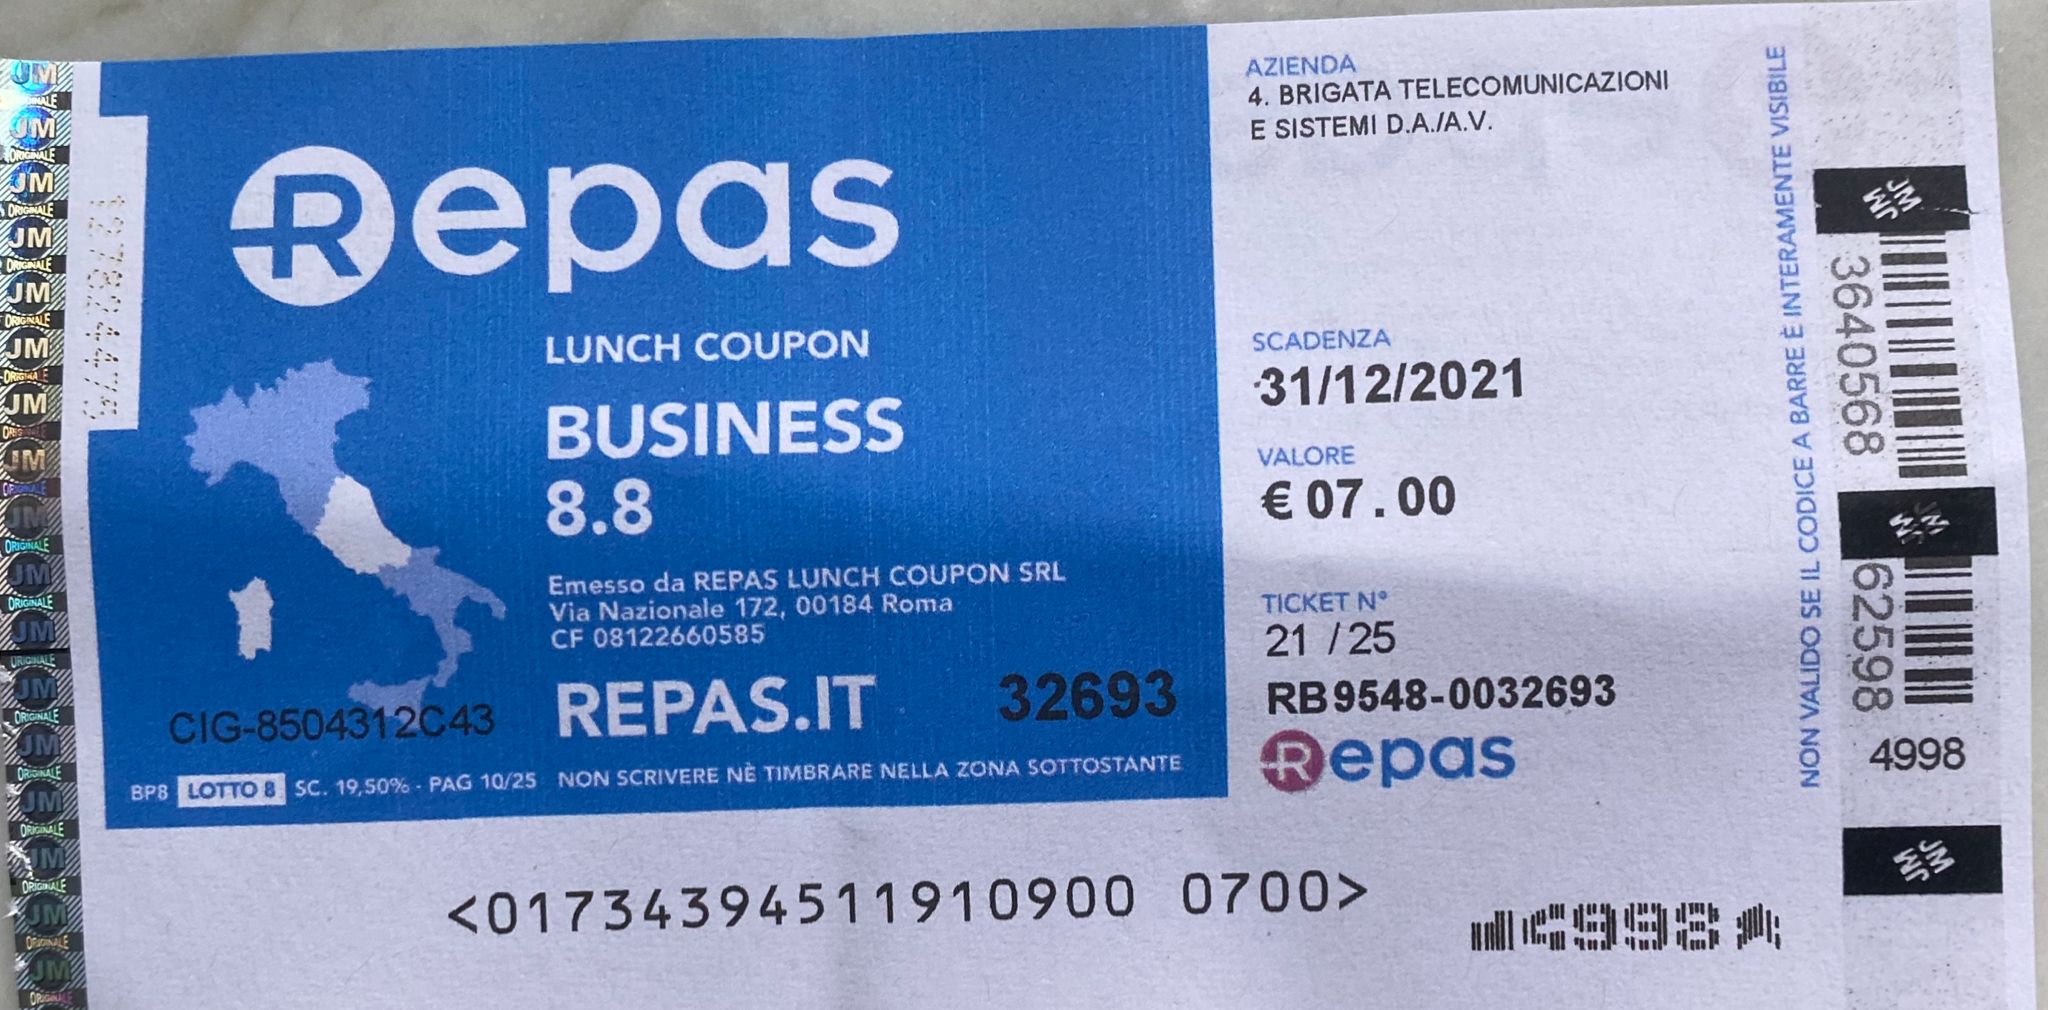 Repas
LUNCH COUPON
BUSINESS
8.8
Emesso da REPAS LUNCH COUPON SRL
Via Nazionale 172, 00184 Roma
CF 08122660585
REPAS.IT
32693
CIG-8504312C43
BP8 LOTTO 8 SC. 19,50% - PAG 10/25 NON SCRIVERE NÈ TIMBRARE NELLA ZONA SOTTOSTANTE
AZIENDA
4. BRIGATA TELECOMUNICAZIONI
E SISTEMI D.A./A.V.
SCADENZA
31/12/2021
VALORE
€ 07.00
TICKET N°
21 /25
RB9548-0032693
Repas
NON VALIDO SE IL CODICE A BARRE È INTERAMENTE VISIBILE
3640568
62598
4998
<01734394511910900 0700>
JM
ORIGINALE